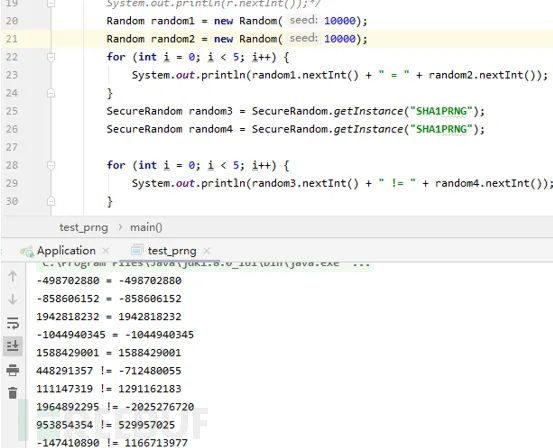 19 System.out.println(r.nextInt());*/
20 Random random1 = new Random( seed: 10000);
21 Random random2 = new Random( seed: 10000);
22 for (int i = 0; i < 5; i++) {
23 System.out.println(random1.nextInt() + " = " + random2.nextInt());
24 }
25 SecureRandom random3 = SecureRandom.getInstance("SHA1PRNG");
26 SecureRandom random4 = SecureRandom.getInstance("SHA1PRNG");
27
28 for (int i = 0; i < 5; i++) {
29 System.out.println(random3.nextInt() + " != " + random4.nextInt());
30 }
test_prng › main()
Application × test_prng ×
C:\Program Files\Java\jdk1.8.0_161\bin\java.exe ...
-498702880 = -498702880
-858606152 = -858606152
1942818232 = 1942818232
-1044940345 = -1044940345
1588429001 = 1588429001
448291357 != -712480055
111147319 != 1291162183
1964892295 != -2025276720
953854354 != 529957025
-147410890 != 1166713977
REEBUF